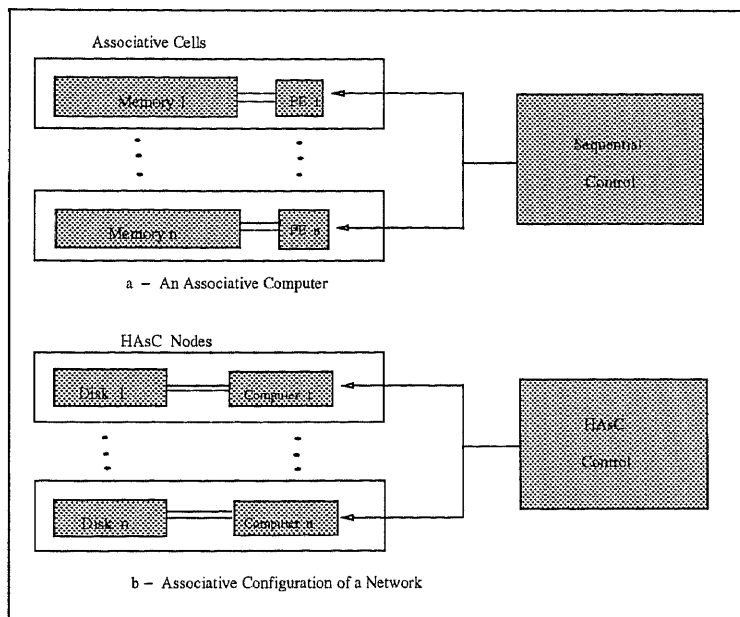 Associative Cells
Memory 1
PE 1
Sequential
Control
Memory n
PE n
a – An Associative Computer
HAsC Nodes
Disk 1
Computer 1
HAsC
Control
Disk n
Computer n
b – Associative Configuration of a Network